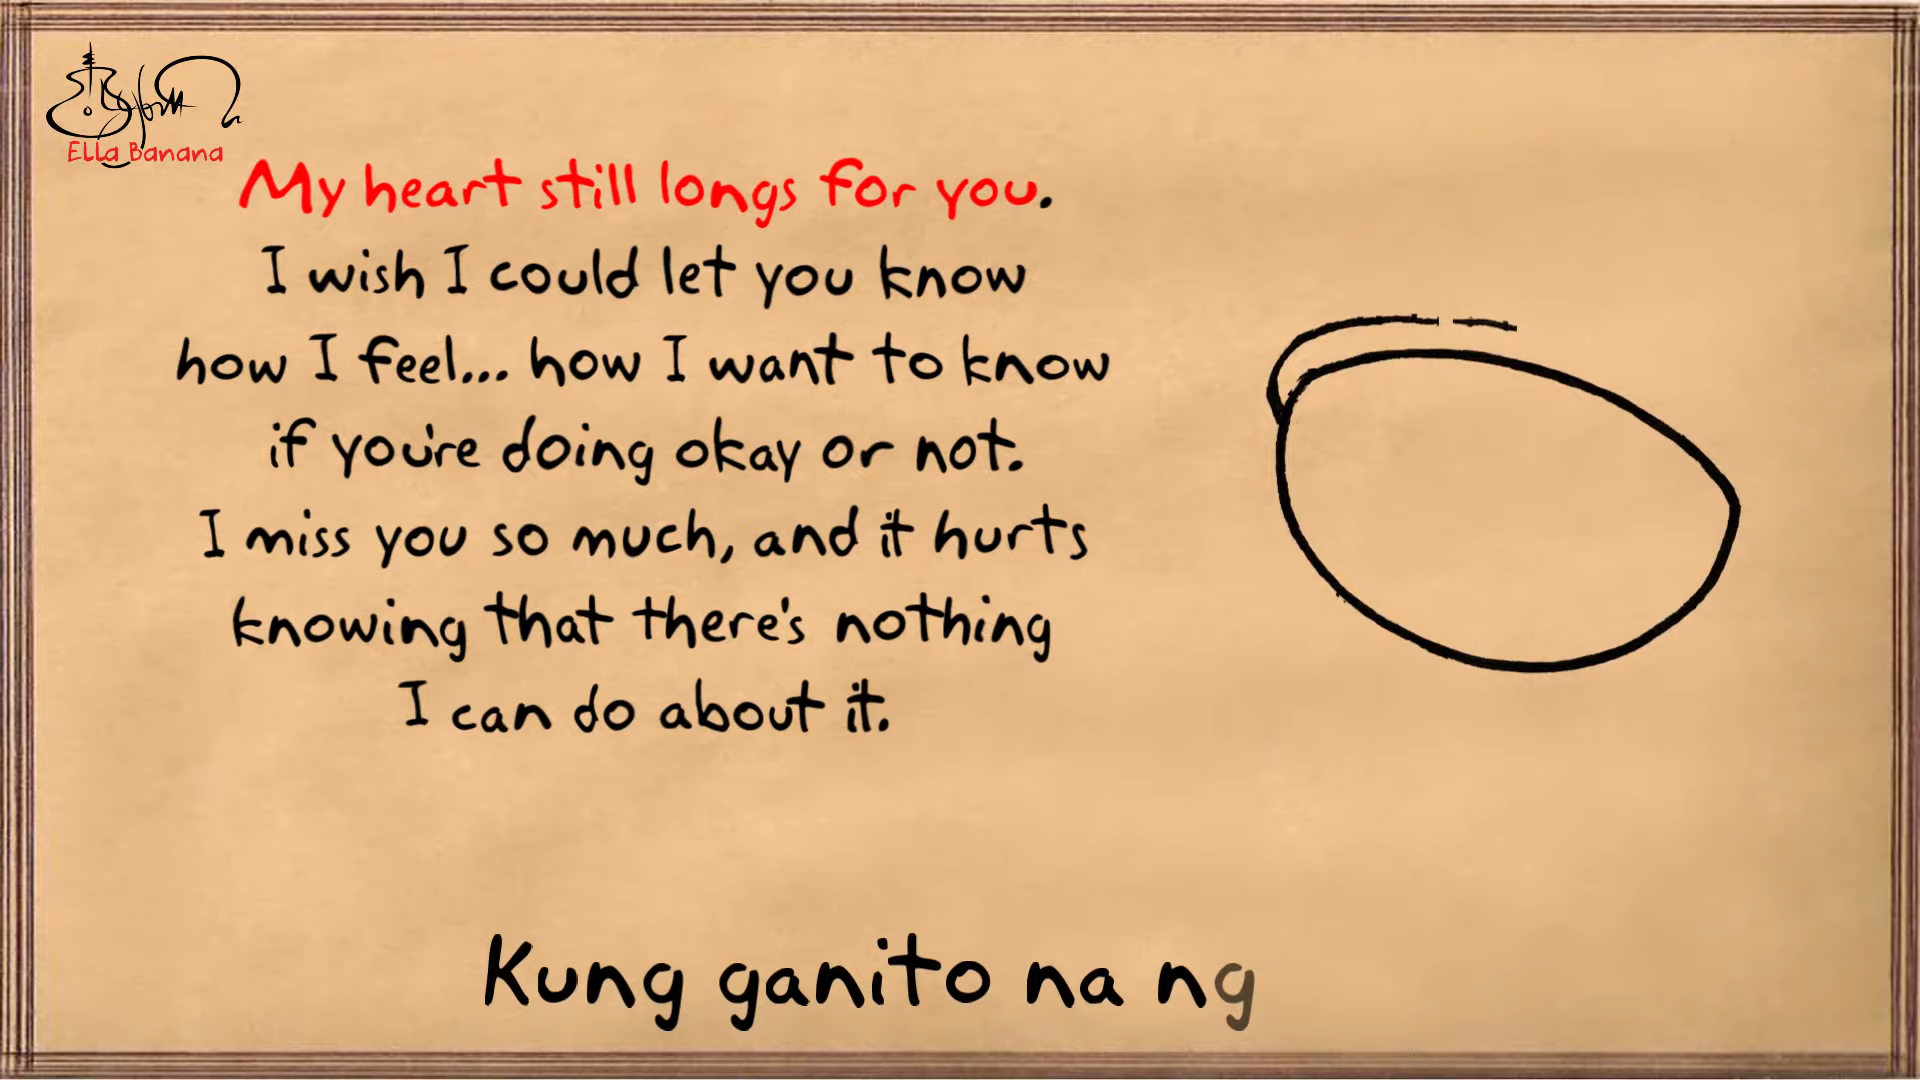 Ella Banana
My heart still longs for you.
I wish I could let you know
how I feel... how I want to know
if you're doing okay or not.
I miss you so much, and it hurts
knowing that there's nothing
I can do about it.
Kung ganito na ng